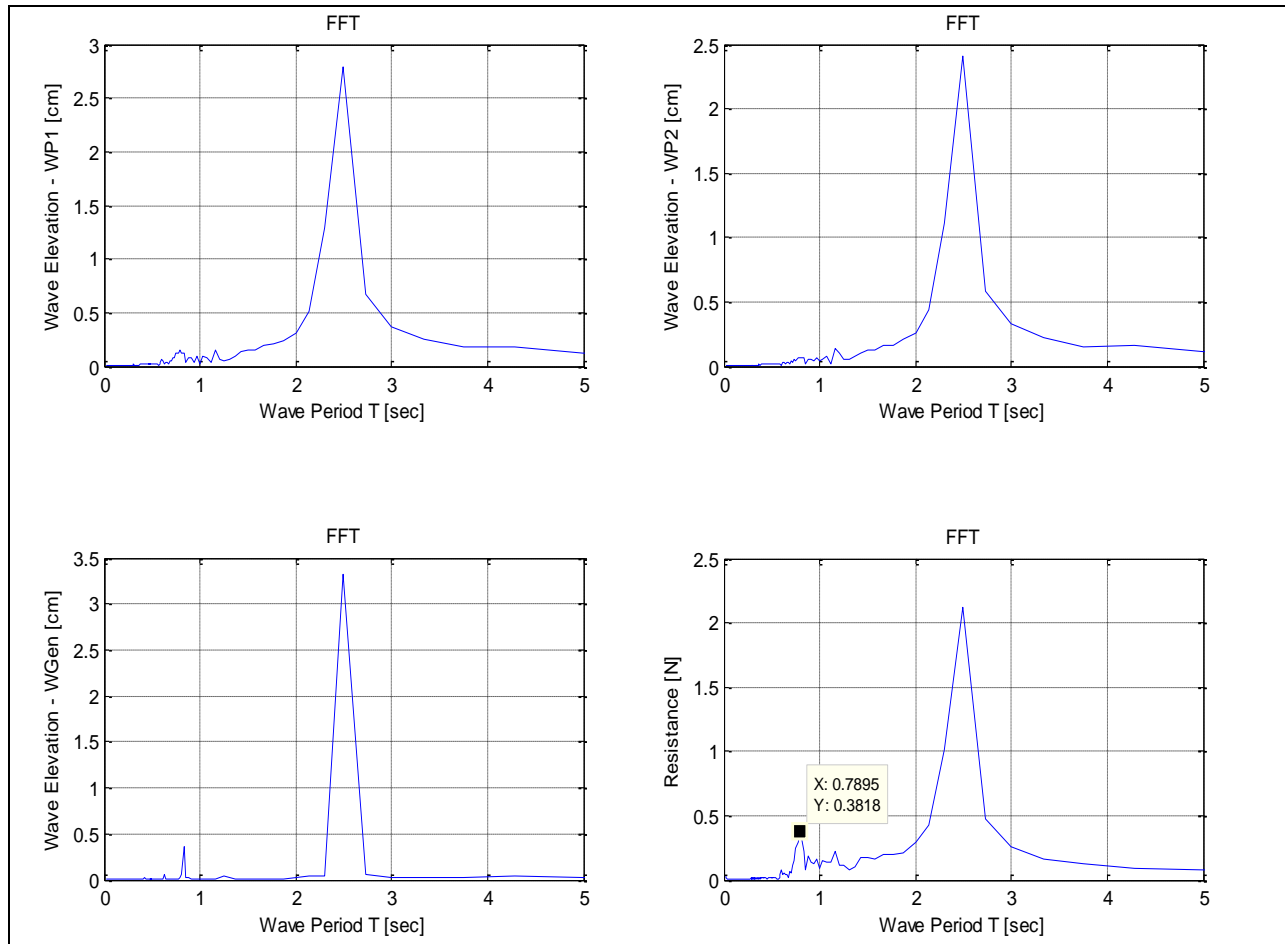 FFT
3
2.5
2
1.5
1
0.5
0
Wave Elevation - WP1 [cm]
0 1 2 3 4 5
Wave Period T [sec]
FFT
2.5
2
1.5
1
0.5
0
Wave Elevation - WP2 [cm]
0 1 2 3 4 5
Wave Period T [sec]
FFT
3.5
3
2.5
2
1.5
1
0.5
0
Wave Elevation - WGen [cm]
0 1 2 3 4 5
Wave Period T [sec]
FFT
2.5
2
1.5
1
0.5
0
Resistance [N]
X: 0.7895
Y: 0.3818
0 1 2 3 4 5
Wave Period T [sec]